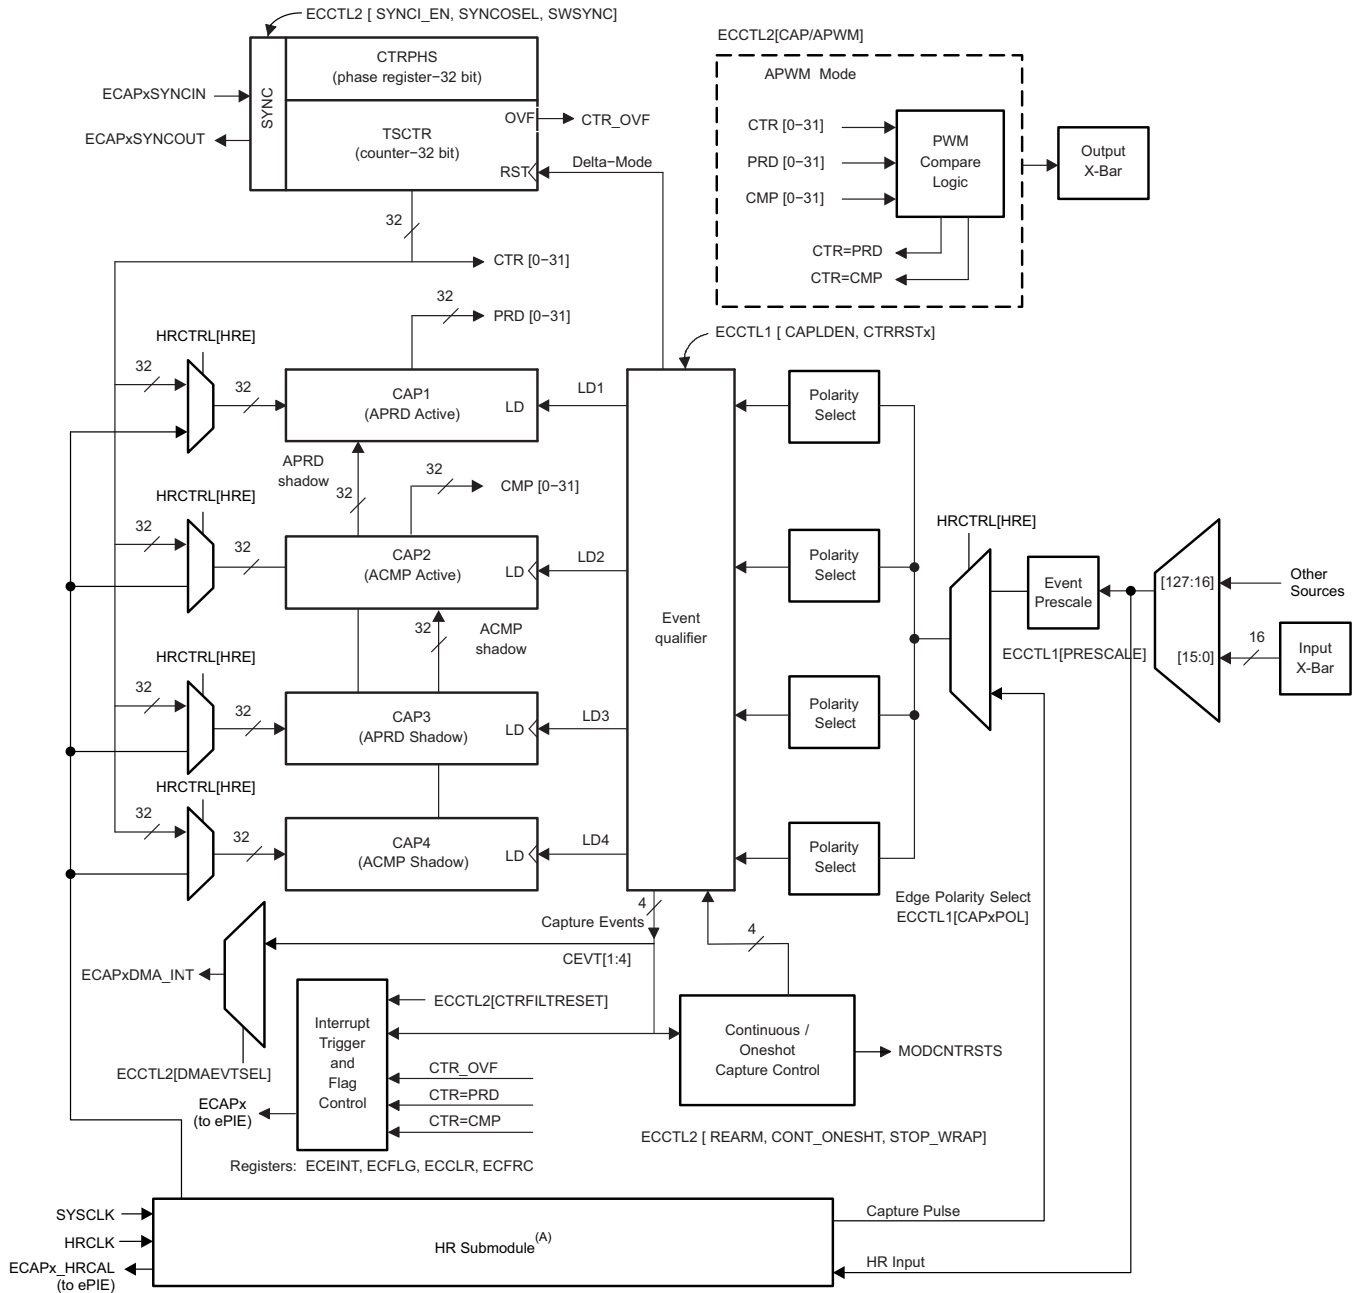 ECCTL2 [ SYNCI_EN, SYNCOSEL, SWSYNC]
SYNC
CTRPHS
(phase register−32 bit)
ECAPxSYNCIN
ECAPxSYNCOUT
TSCTR
(counter−32 bit)
OVF
CTR_OVF
RST
Delta−Mode
32
CTR [0−31]
32
PRD [0−31]
ECCTL2[CAP/APWM]
APWM Mode
CTR [0−31]
PRD [0−31]
CMP [0−31]
PWM
Compare
Logic
Output
X-Bar
CTR=PRD
CTR=CMP
ECCTL1 [ CAPLDEN, CTRRSTx]
HRCTRL[HRE]
32
32
CAP1
(APRD Active)
LD
LD1
Polarity
Select
APRD
shadow
32
32
CMP [0−31]
HRCTRL[HRE]
32
32
CAP2
(ACMP Active)
LD
LD2
Polarity
Select
Event
qualifier
32
ACMP
shadow
HRCTRL[HRE]
Event
Prescale
ECCTL1[PRESCALE]
[127:16]
[15:0]
Other
Sources
16
Input
X-Bar
HRCTRL[HRE]
32
32
CAP3
(APRD Shadow)
LD
LD3
Polarity
Select
HRCTRL[HRE]
32
32
CAP4
(ACMP Shadow)
LD
LD4
Polarity
Select
Edge Polarity Select
ECCTL1[CAPxPOL]
4
Capture Events
CEVT[1:4]
4
ECAPxDMA_INT
ECCTL2[DMAEVTSEL]
Interrupt
Trigger
and
Flag
Control
ECCTL2[CTRFILTRESET]
CTR_OVF
CTR=PRD
CTR=CMP
ECAPx
(to ePIE)
Continuous /
Oneshot
Capture Control
MODCNTRSTS
ECCTL2 [ REARM, CONT_ONESHT, STOP_WRAP]
Registers: ECEINT, ECFLG, ECCLR, ECFRC
SYSCLK
HRCLK
ECAPx_HRCAL
(to ePIE)
HR Submodule(A)
Capture Pulse
HR Input